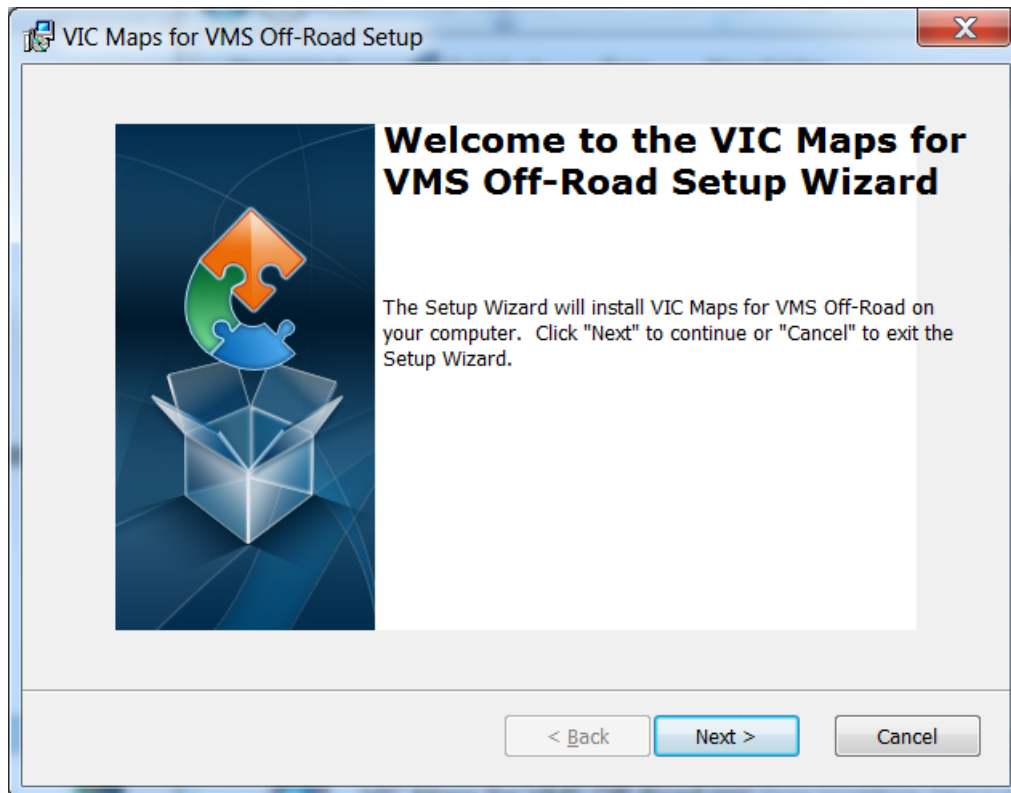 VIC Maps for VMS Off-Road Setup
Welcome to the VIC Maps for
VMS Off-Road Setup Wizard
The Setup Wizard will install VIC Maps for VMS Off-Road on
your computer.  Click "Next" to continue or "Cancel" to exit the
Setup Wizard.
< Back
Next >
Cancel